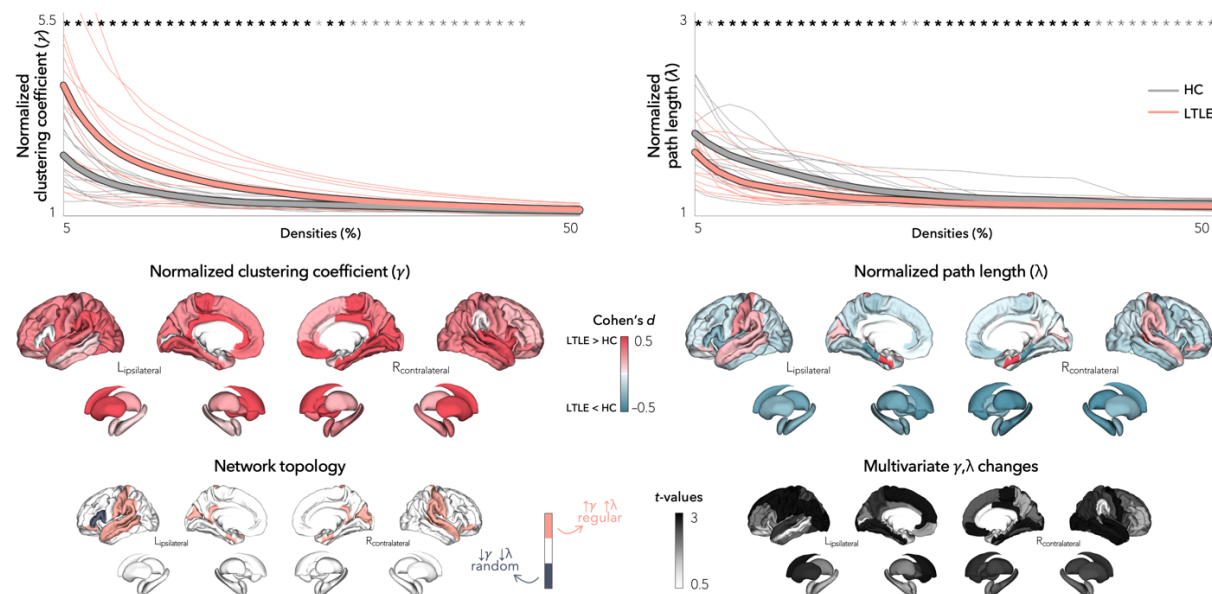 5.5
Normalized
clustering coefficient (γ)
1
5
Densities (%)
50
3
Normalized
path length (λ)
1
5
Densities (%)
50
HC
LTLE
Normalized clustering coefficient (γ)
Lipsilateral
Rcontralateral
Cohen's d
LTLE > HC
0.5
LTLE < HC
−0.5
Normalized path length (λ)
Lipsilateral
Rcontralateral
Network topology
Lipsilateral
Rcontralateral
↑γ ↑λ
regular
↓γ ↓λ
random
Multivariate γ,λ changes
t-values
3
0.5
Lipsilateral
Rcontralateral